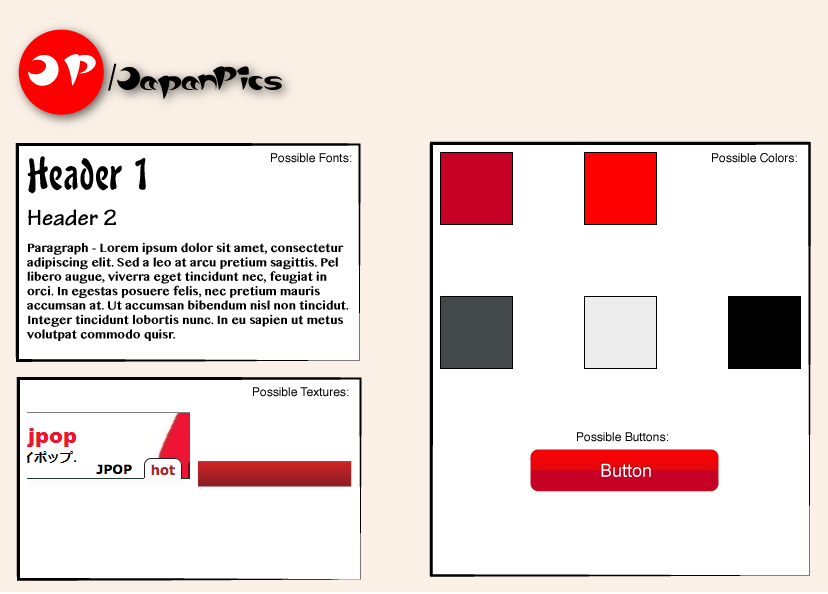 JP /JapanPics
Possible Fonts:
Header 1
Header 2
Paragraph - Lorem ipsum dolor sit amet, consectetur
adipiscing elit. Sed a leo at arcu pretium sagittis. Pel
libero augue, viverra eget tincidunt nec, feugiat in
orci. In egestas posuere felis, nec pretium mauris
accumsan at. Ut accumsan bibendum nisl non tincidut.
Integer tincidunt lobortis nunc. In eu sapien ut metus
volutpat commodo quisr.
Possible Textures:
jpop
イポップ.
JPOP hot
Possible Colors:
Possible Buttons:
Button